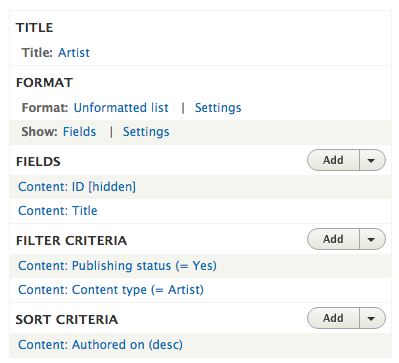 TITLE
Title: Artist
FORMAT
Format: Unformatted list | Settings
Show: Fields | Settings
FIELDS Add
Content: ID [hidden]
Content: Title
FILTER CRITERIA Add
Content: Publishing status (= Yes)
Content: Content type (= Artist)
SORT CRITERIA Add
Content: Authored on (desc)